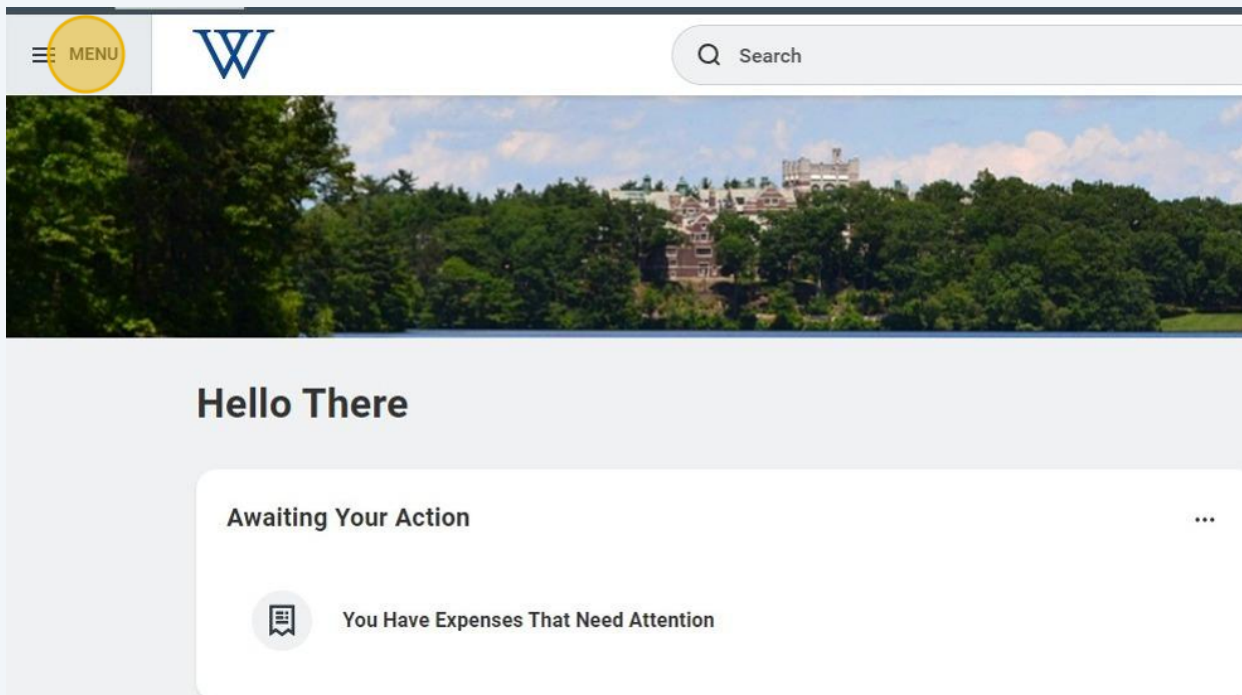 MENU
W
Search
Hello There
Awaiting Your Action
You Have Expenses That Need Attention